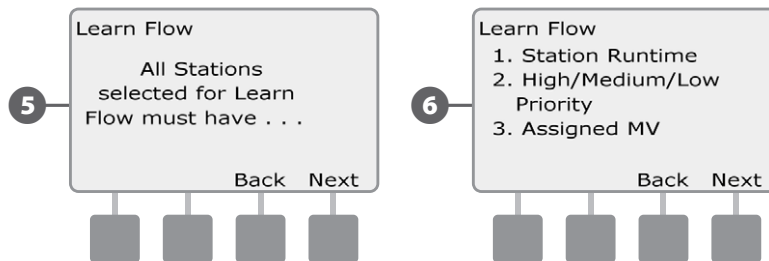 5
Learn Flow
All Stations
selected for Learn
Flow must have . . .
Back Next
6
Learn Flow
1. Station Runtime
2. High/Medium/Low
Priority
3. Assigned MV
Back Next